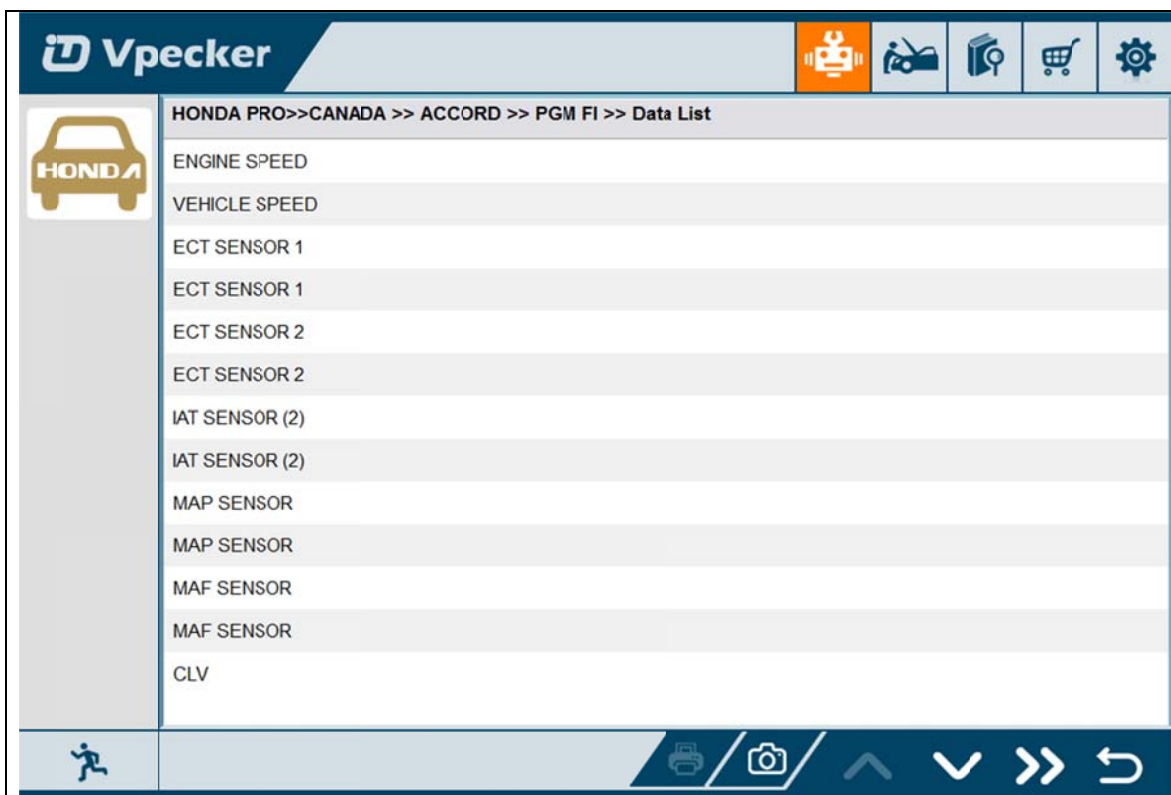 Vpecker
HONDA PRO>>CANADA >> ACCORD >> PGM FI >> Data List
HONDA
ENGINE SPEED
VEHICLE SPEED
ECT SENSOR 1
ECT SENSOR 1
ECT SENSOR 2
ECT SENSOR 2
IAT SENSOR (2)
IAT SENSOR (2)
MAP SENSOR
MAP SENSOR
MAF SENSOR
MAF SENSOR
CLV